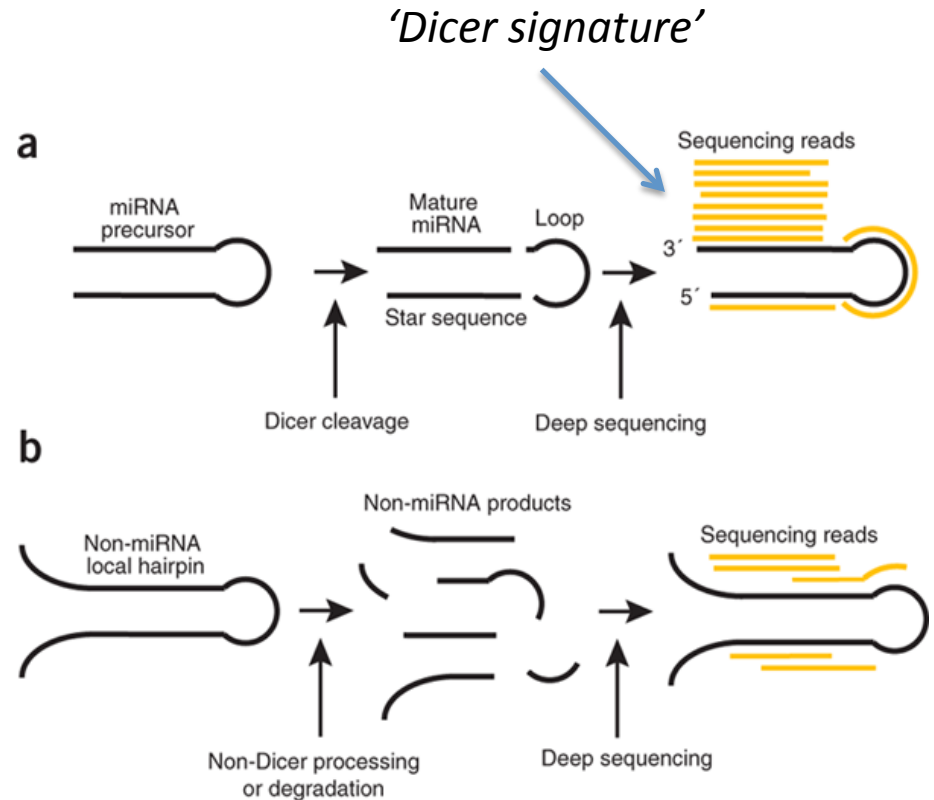 ‘Dicer signature’
a
Sequencing reads
miRNA
precursor
Mature
miRNA
Loop
3´
5´
Star sequence
Dicer cleavage
Deep sequencing
b
Non-miRNA products
Non-miRNA
local hairpin
Sequencing reads
Non-Dicer processing
or degradation
Deep sequencing